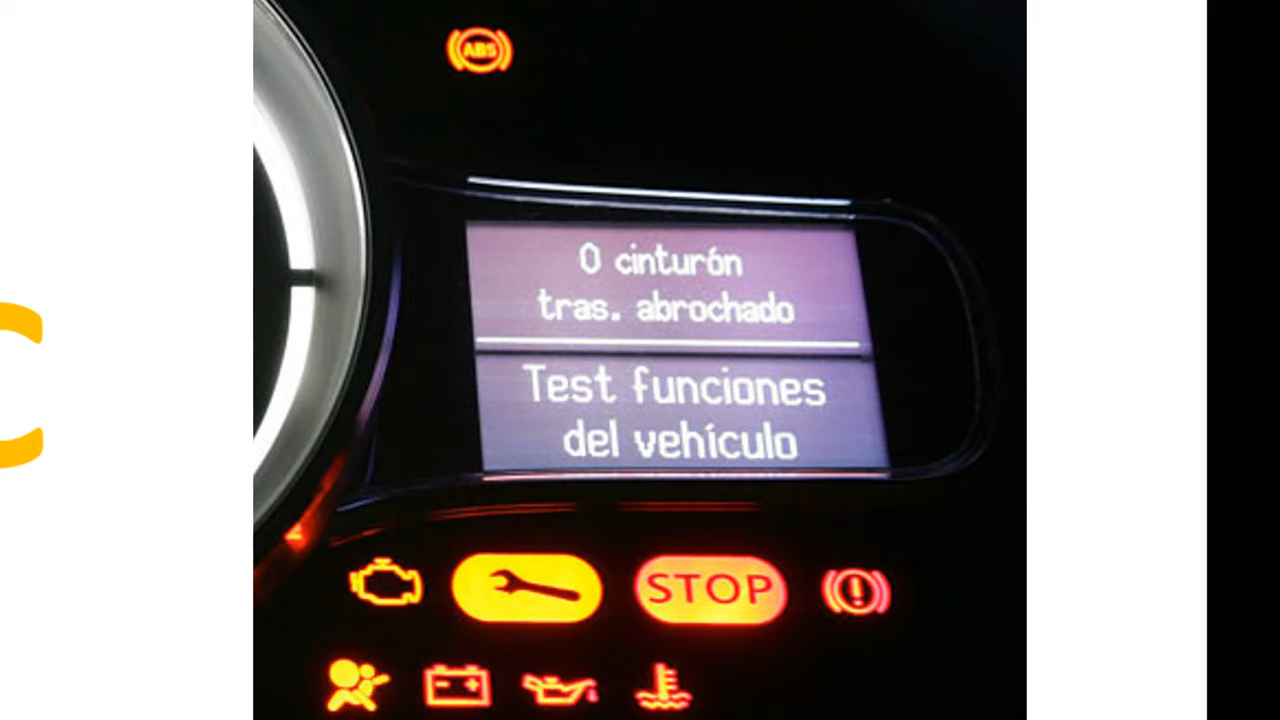 ABS
0 cinturón
tras. abrochado
Test funciones
del vehículo
STOP